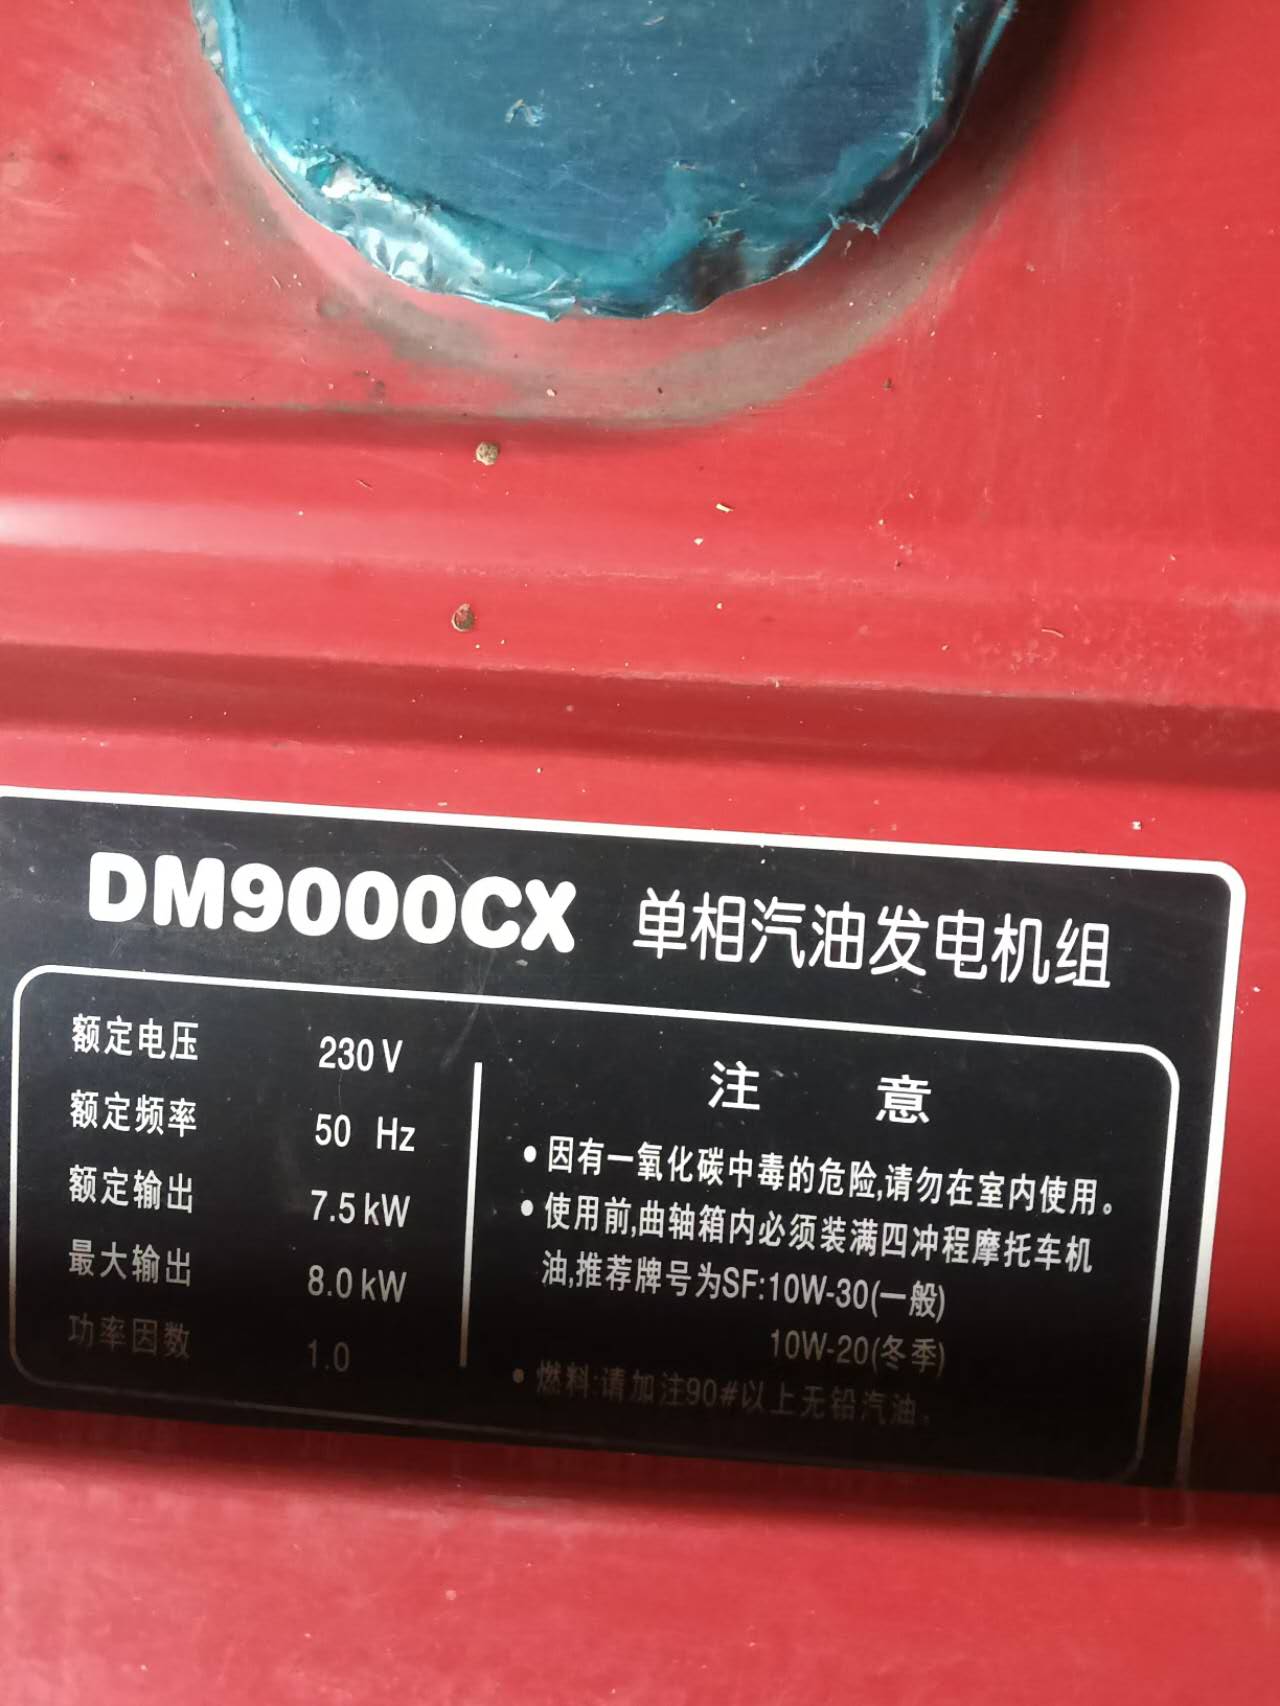 DM9000CX 单相汽油发电机组
额定电压 230 V
额定频率 50 Hz
额定输出 7.5 kW
最大输出 8.0 kW
功率因数 1.0
注 意
• 因有一氧化碳中毒的危险,请勿在室内使用。
• 使用前,曲轴箱内必须装满四冲程摩托车机
油,推荐牌号为SF:10W-30(一般)
10W-20(冬季)
• 燃料:请加注90#以上无铅汽油。